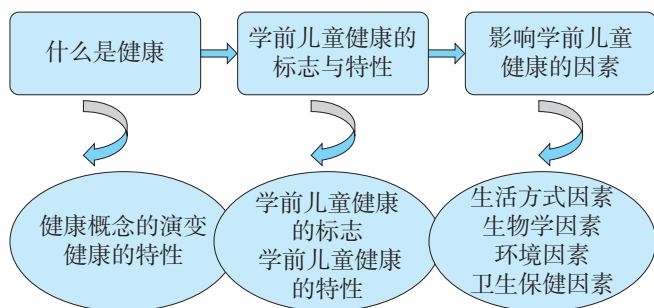 什么是健康
学前儿童健康的
标志与特性
影响学前儿童
健康的因素
健康概念的演变
健康的特性
学前儿童健康
的标志
学前儿童健康
的特性
生活方式因素
生物学因素
环境因素
卫生保健因素